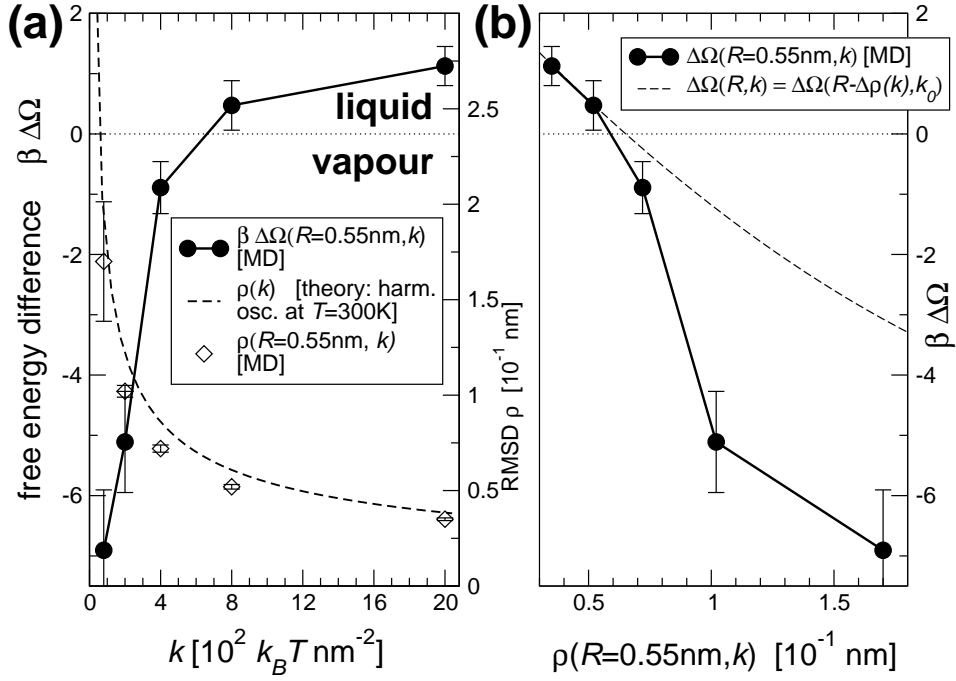 (a)
free energy difference β ΔΩ
2
0
-2
-4
-6
liquid
vapour
β ΔΩ(R=0.55nm,k)
[MD]
ρ(k) [theory: harm.
osc. at T=300K]
ρ(R=0.55nm, k)
[MD]
2.5
2
1.5
1
0.5
0
RMSD ρ [10⁻¹ nm]
0 4 8 12 16 20
k [10² k_B T nm⁻²]
(b)
ΔΩ(R=0.55nm,k) [MD]
ΔΩ(R,k) = ΔΩ(R-Δρ(k),k₀)
2
0
-2
-4
-6
β ΔΩ
0.5 1 1.5
ρ(R=0.55nm,k) [10⁻¹ nm]